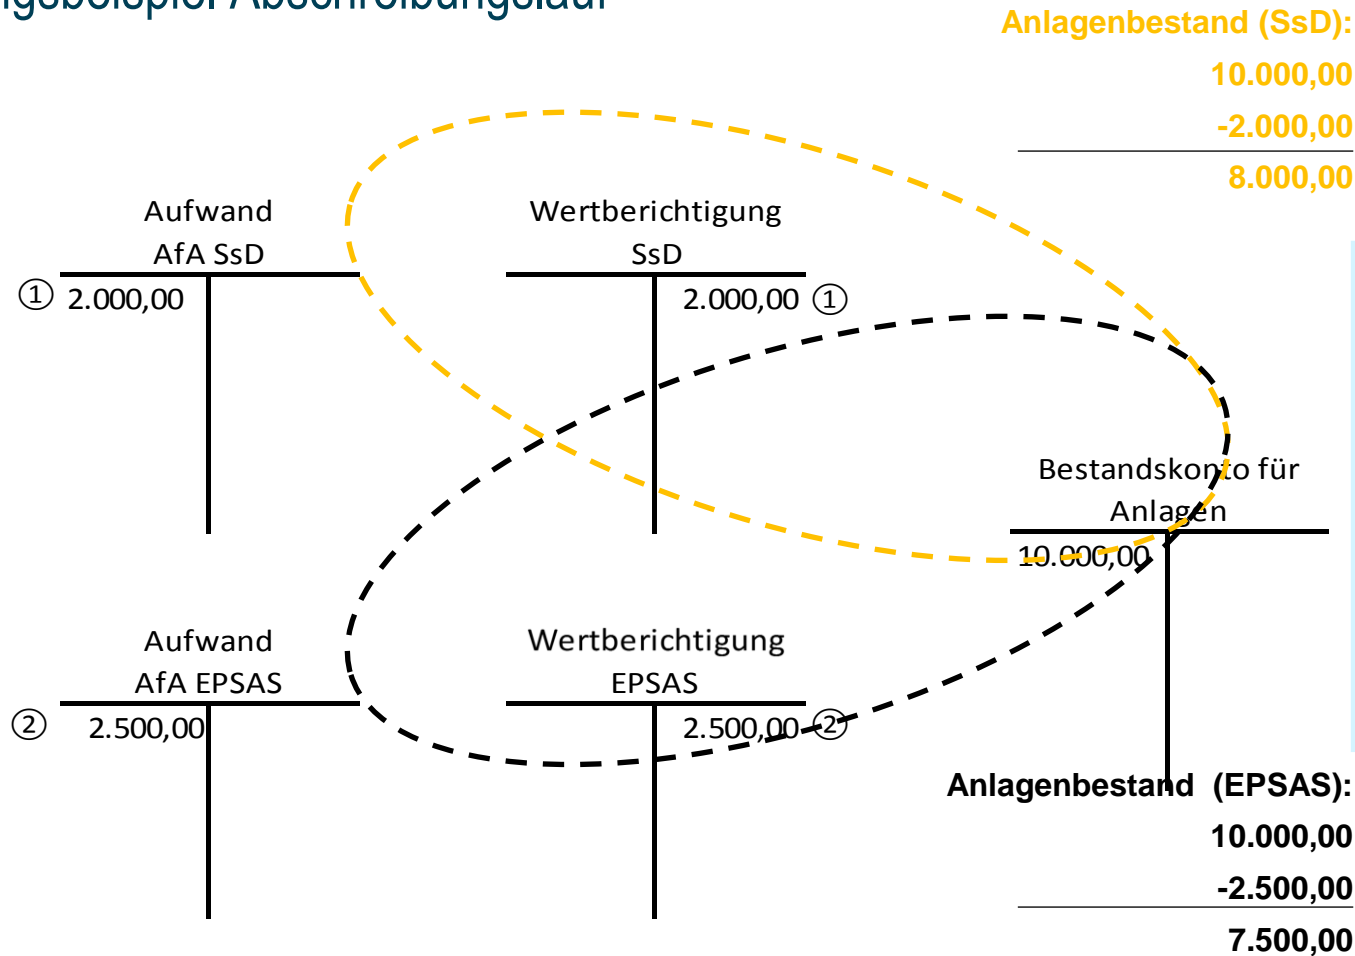 Abschreibungslauf
Anlagenbestand (SsD):
10.000,00
-2.000,00
8.000,00
Aufwand
AfA SsD
① 2.000,00
Wertberichtigung
SsD
2.000,00 ①
Bestandskonto für
Anlagen
10.000,00
Aufwand
AfA EPSAS
② 2.500,00
Wertberichtigung
EPSAS
2.500,00 ②
Anlagenbestand (EPSAS):
10.000,00
-2.500,00
7.500,00